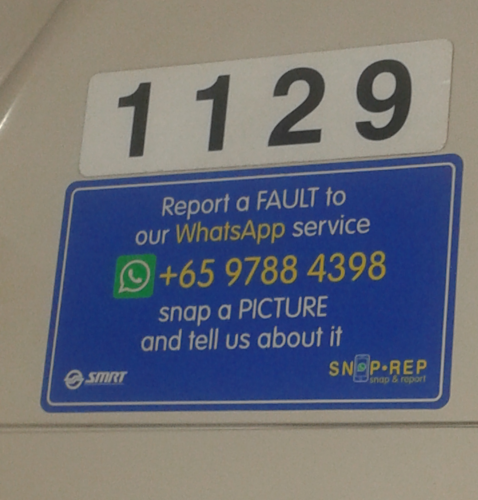 1129
Report a FAULT to
our WhatsApp service
+65 9788 4398
snap a PICTURE
and tell us about it
SMRT
SNAP•REP
snap & report